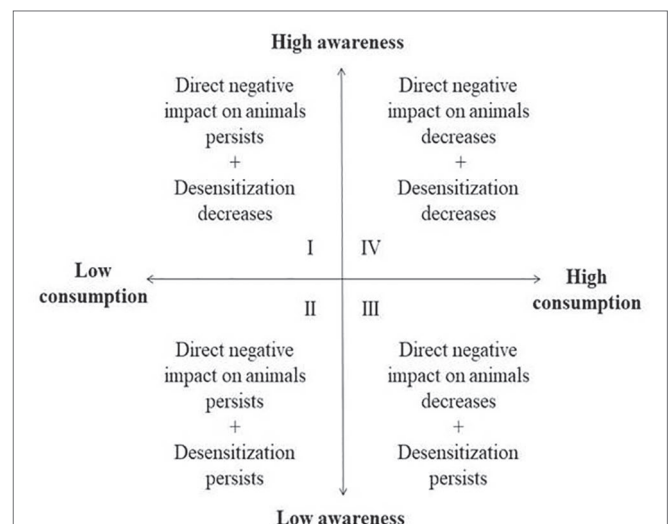 High awareness
Direct negative
impact on animals
persists
+
Desensitization
decreases
Direct negative
impact on animals
decreases
+
Desensitization
decreases
I
IV
Low
consumption
High
consumption
II
III
Direct negative
impact on animals
persists
+
Desensitization
persists
Direct negative
impact on animals
decreases
+
Desensitization
persists
Low awareness